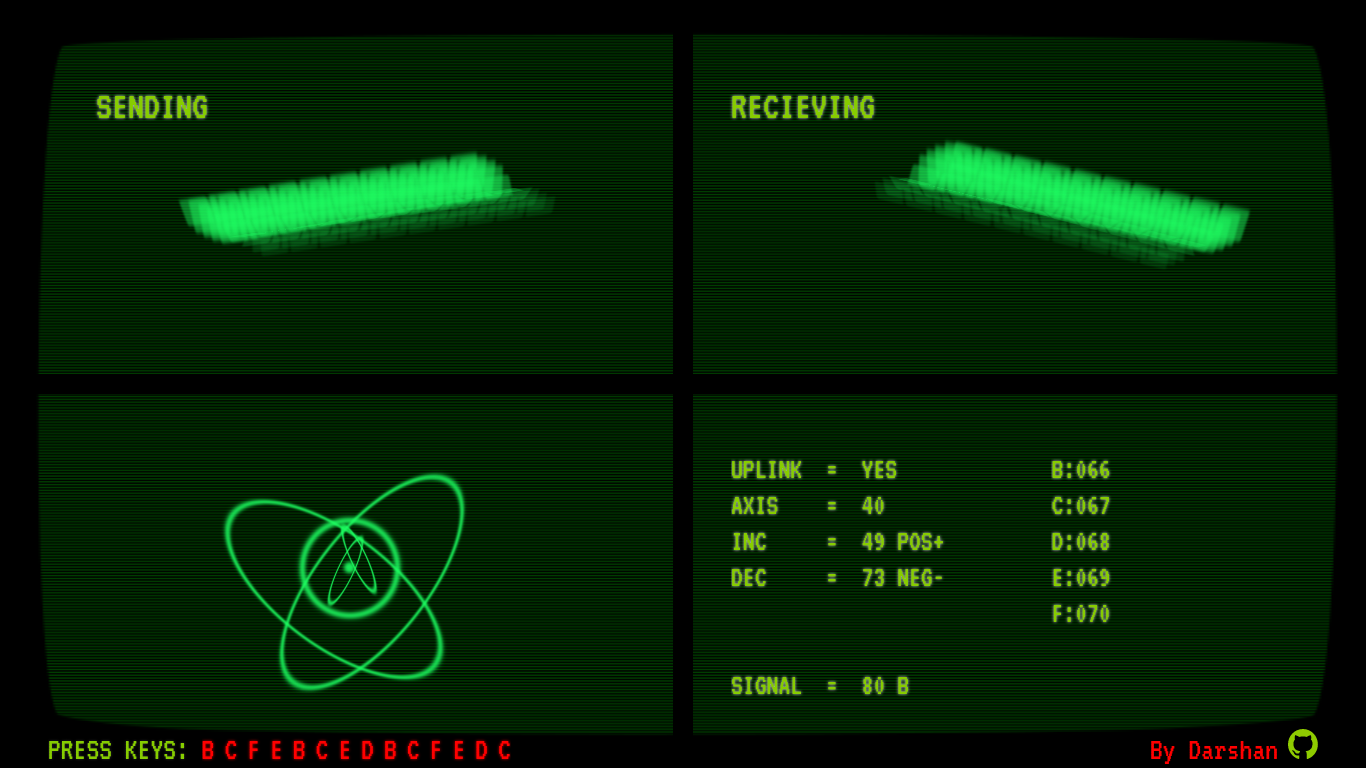 SENDING
RECIEVING
UPLINK = YES B:066
AXIS = 40 C:067
INC = 49 POS+ D:068
DEC = 73 NEG- E:069
F:070
SIGNAL = 80 B
PRESS KEYS: B C F E B C E D B C F E D C
By Darshan